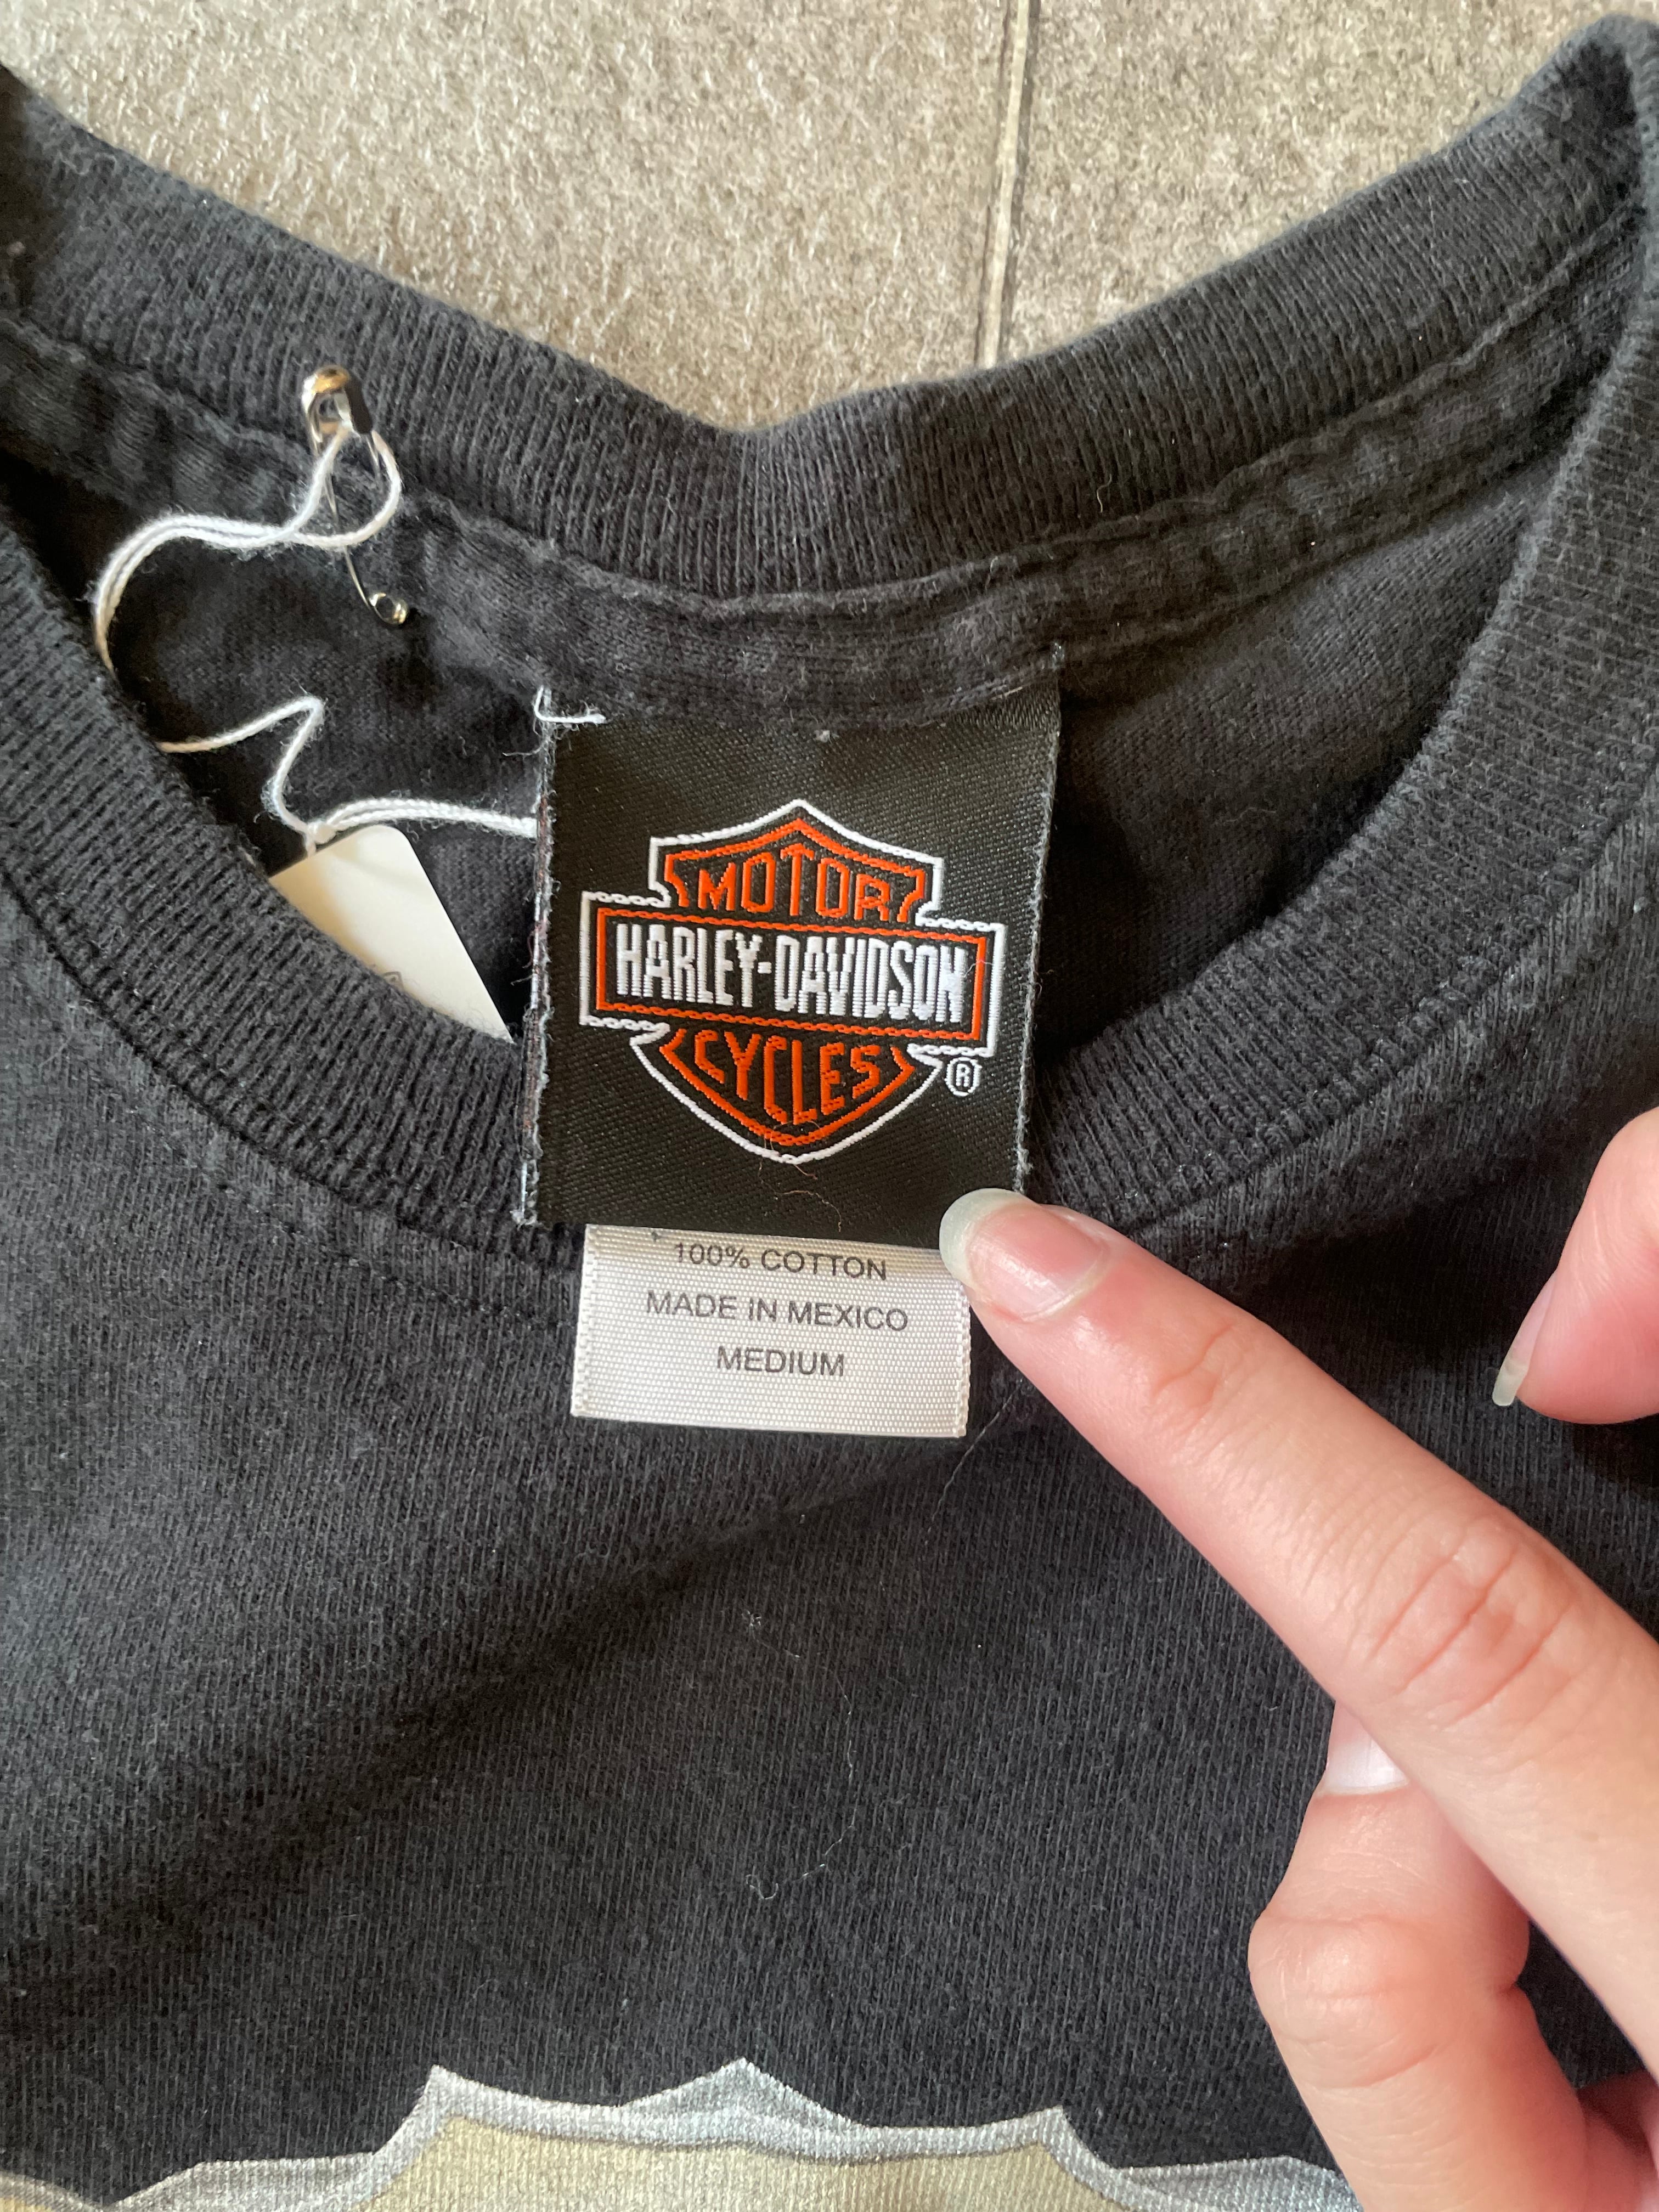 MOTOR
HARLEY-DAVIDSON
CYCLES
®
100% COTTON
MADE IN MEXICO
MEDIUM